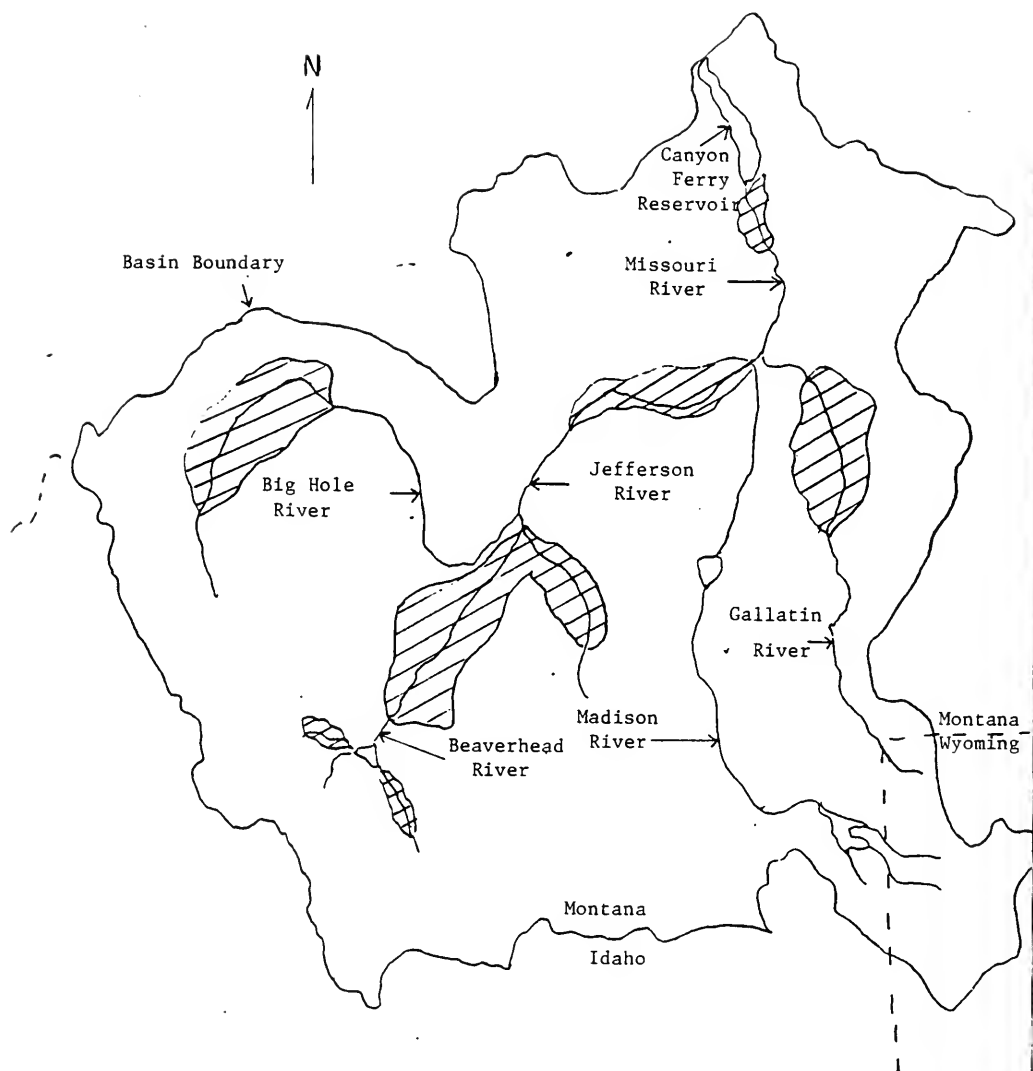 N
Canyon
Ferry
Reservoir
Basin Boundary
Missouri
River
Jefferson
River
Big Hole
River
Gallatin
River
Madison
River
Beaverhead
River
Montana
Wyoming
Montana
Idaho